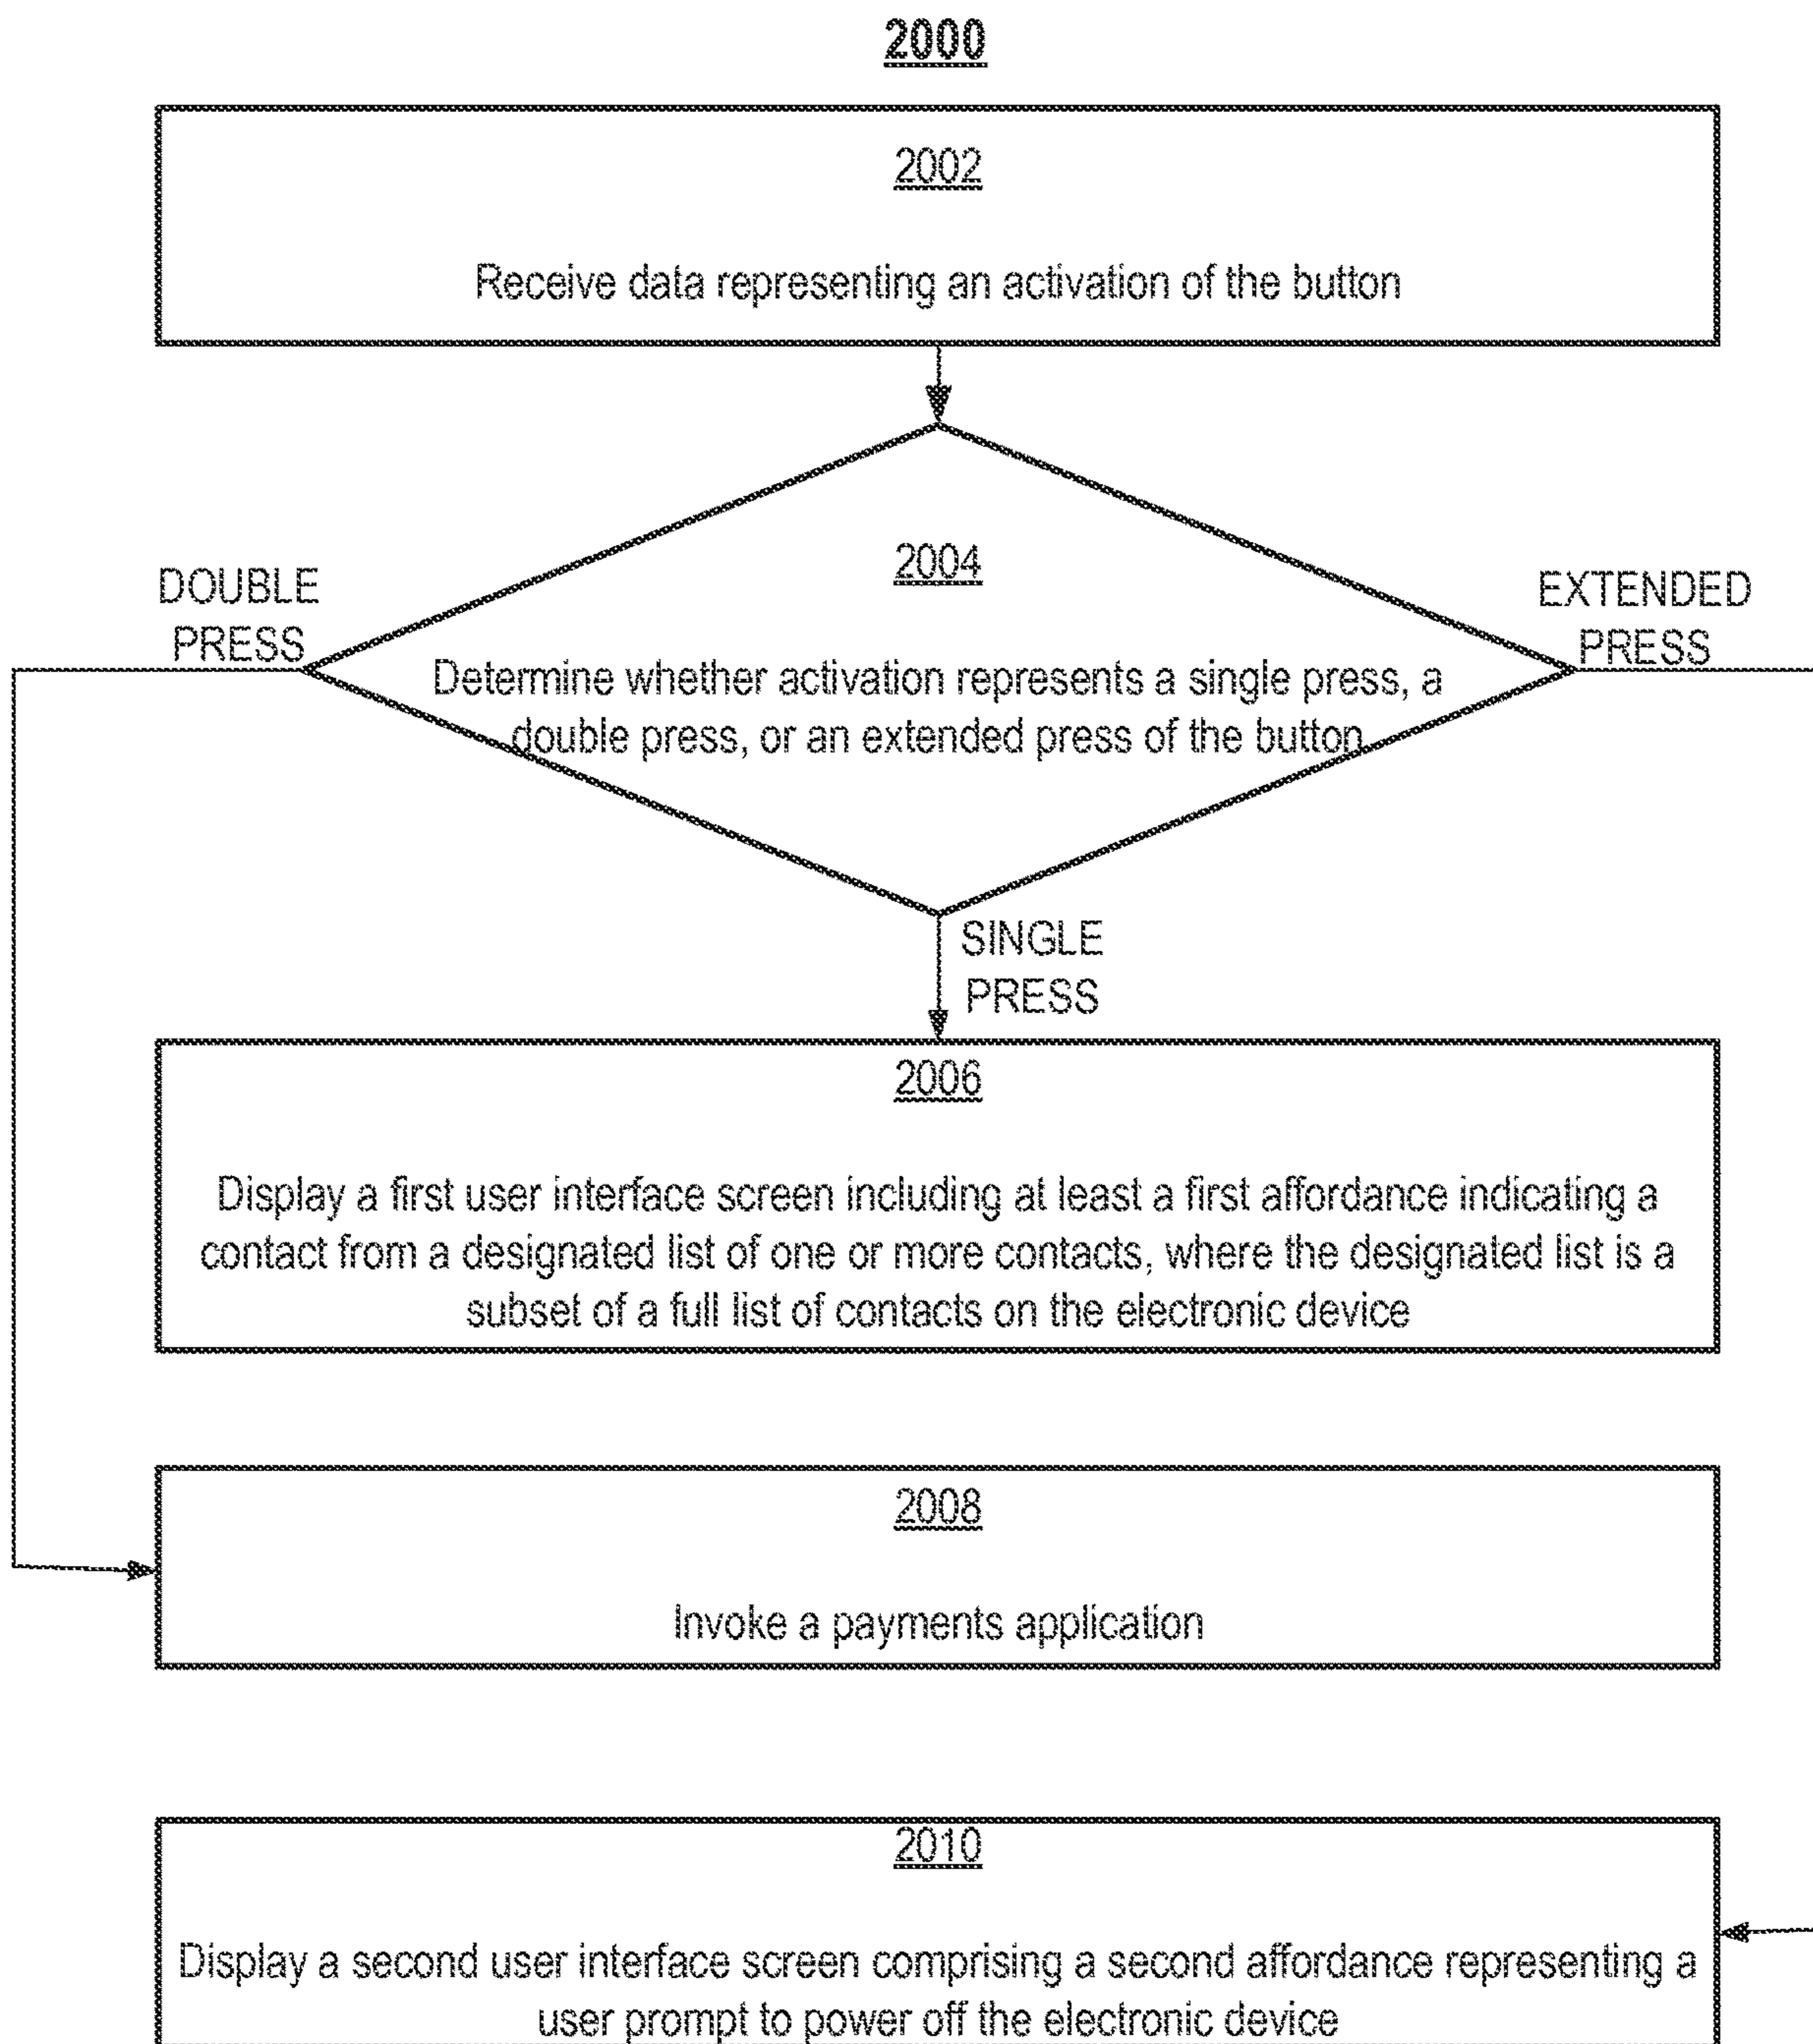 2000
2002
Receive data representing an activation of the button
2004
DOUBLE
PRESS
EXTENDED
PRESS
Determine whether activation represents a single press, a
double press, or an extended press of the button
SINGLE
PRESS
2006
Display a first user interface screen including at least a first affordance indicating a
contact from a designated list of one or more contacts, where the designated list is a
subset of a full list of contacts on the electronic device
2008
Invoke a payments application
2010
Display a second user interface screen comprising a second affordance representing a
user prompt to power off the electronic device